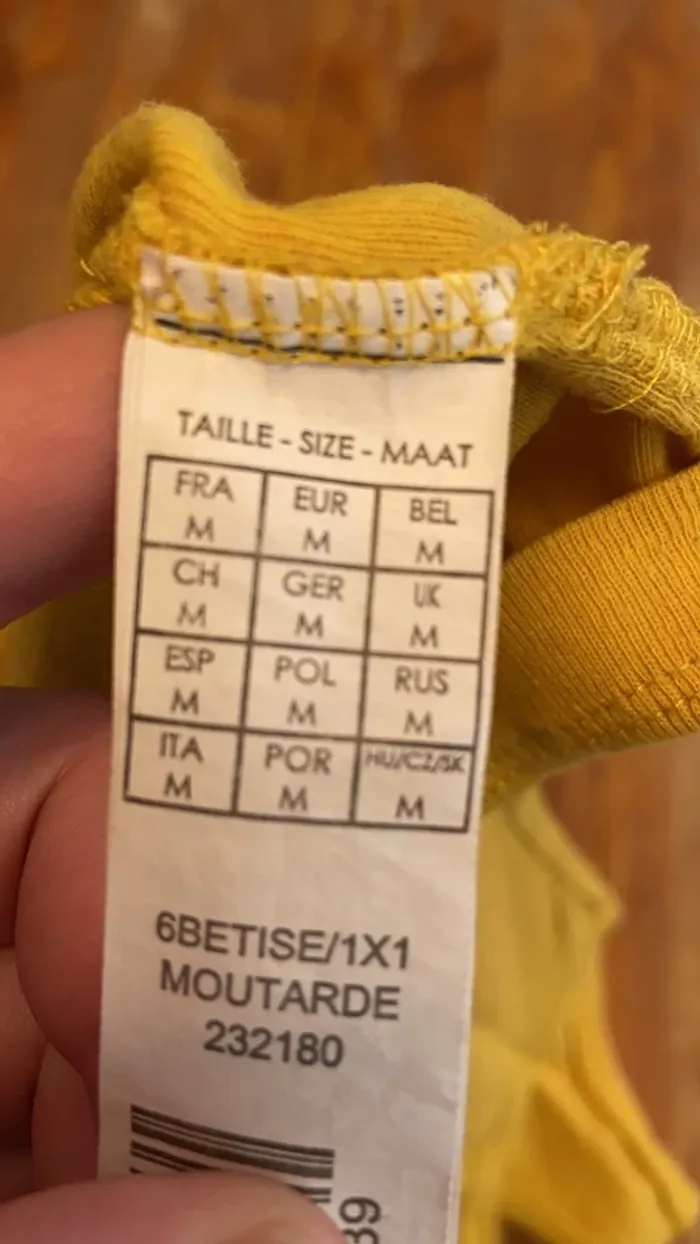 TAILLE - SIZE - MAAT
FRA EUR BEL
M M M
CH GER UK
M M M
ESP POL RUS
M M M
ITA POR HU/CZ/SK
M M M
6BETISE/1X1
MOUTARDE
232180
39